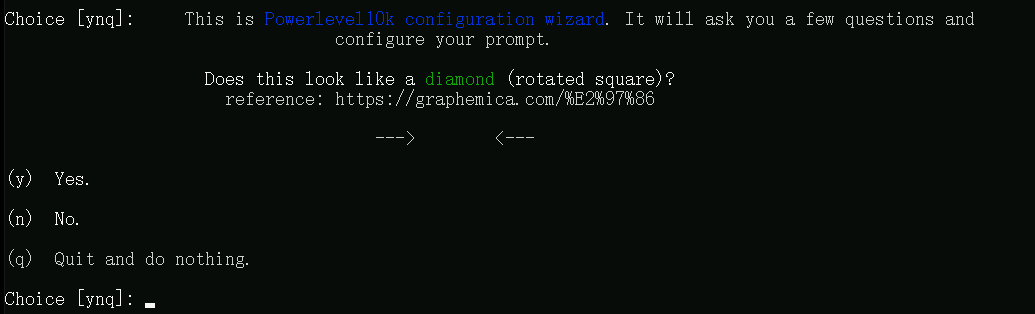 Choice [ynq]:     This is Powerlevel10k configuration wizard. It will ask you a few questions and
configure your prompt.
Does this look like a diamond (rotated square)?
reference: https://graphemica.com/%E2%97%86
--->        <---
(y)  Yes.
(n)  No.
(q)  Quit and do nothing.
Choice [ynq]: